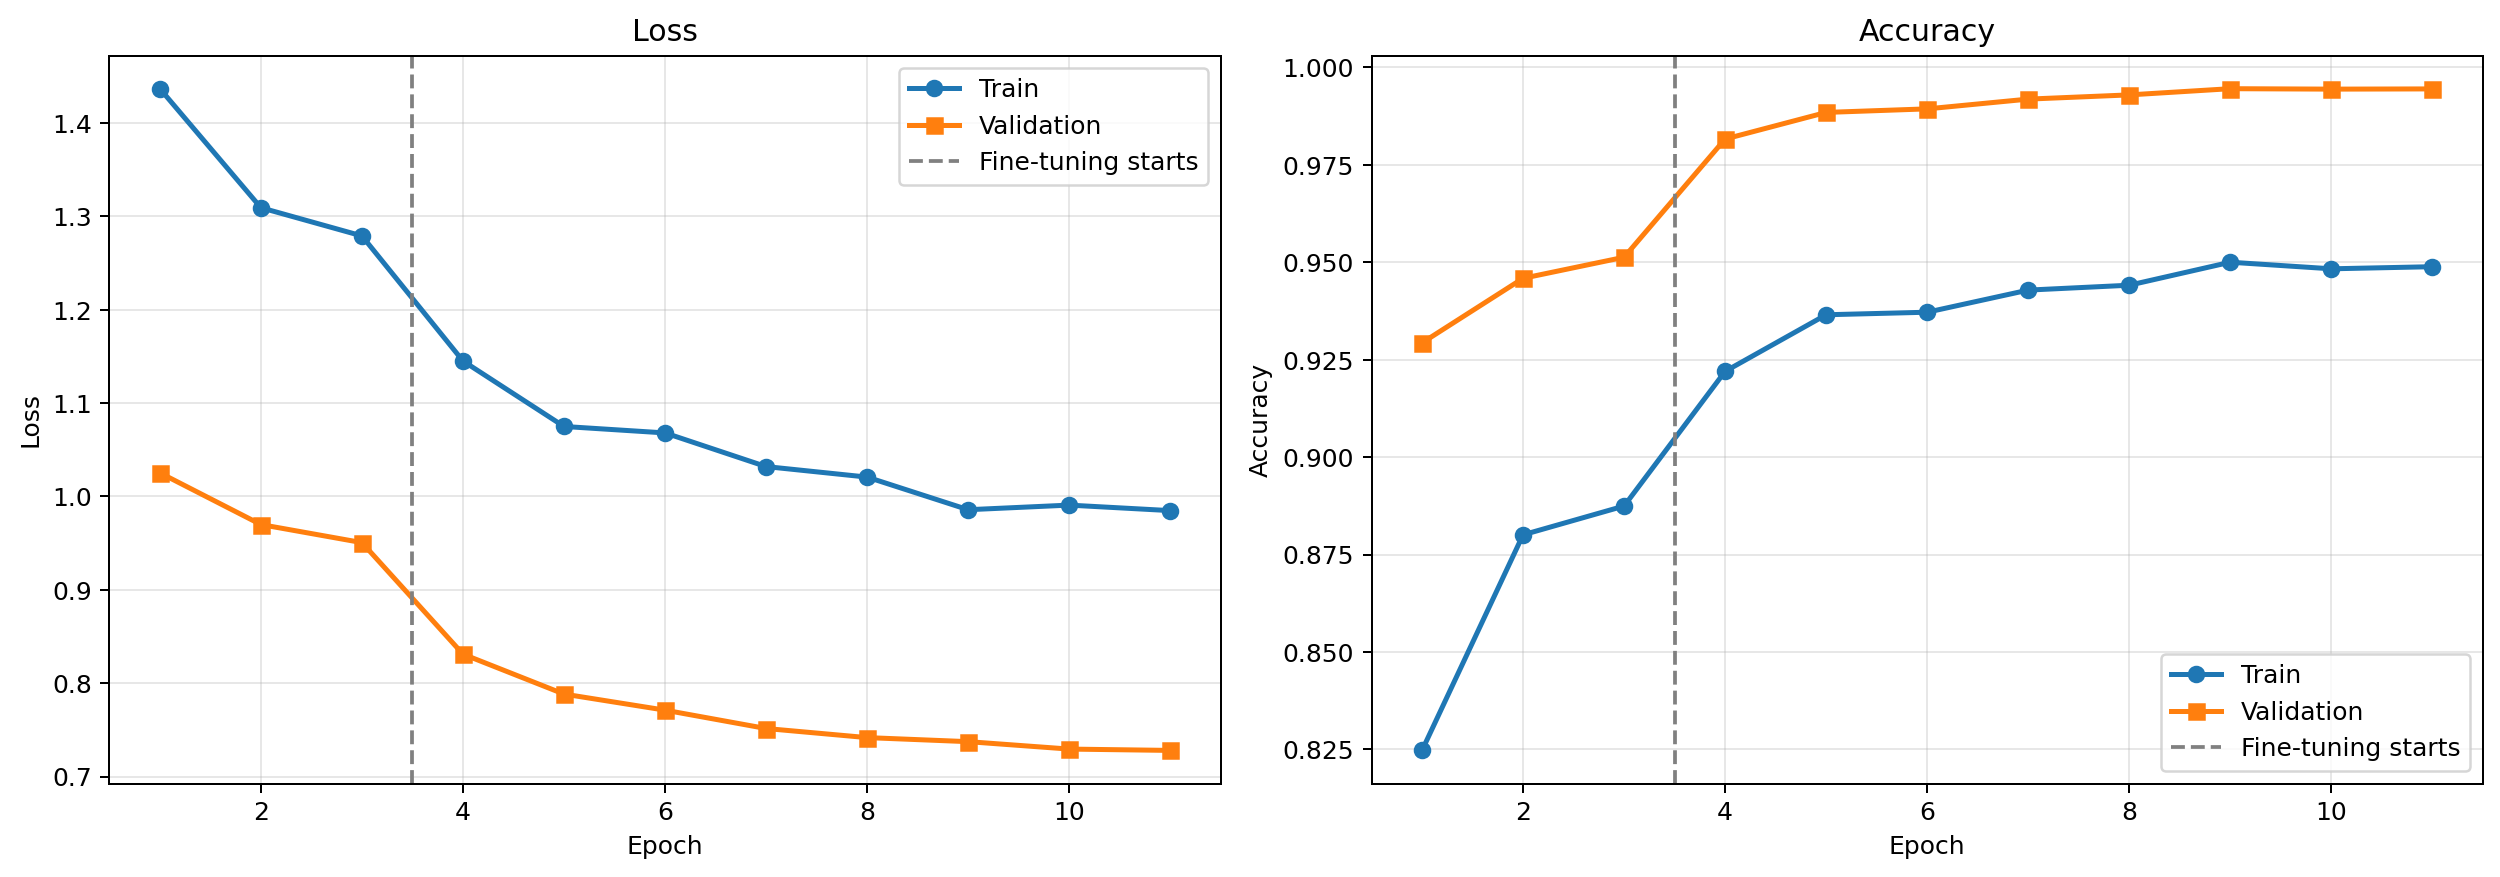 Loss
Train
Validation
Fine-tuning starts
1.4
1.3
1.2
1.1
1.0
0.9
0.8
0.7
Loss
2
4
6
8
10
Epoch
Accuracy
1.000
0.975
0.950
0.925
0.900
0.875
0.850
0.825
Accuracy
Train
Validation
Fine-tuning starts
2
4
6
8
10
Epoch